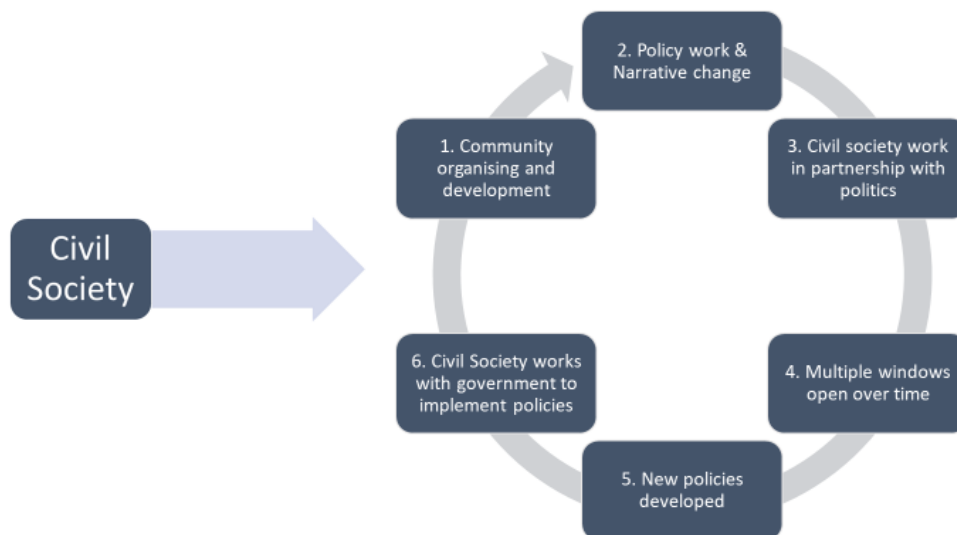 Civil
Society
1. Community
organising and
development
2. Policy work &
Narrative change
3. Civil society work
in partnership with
politics
4. Multiple windows
open over time
5. New policies
developed
6. Civil Society works
with government to
implement policies